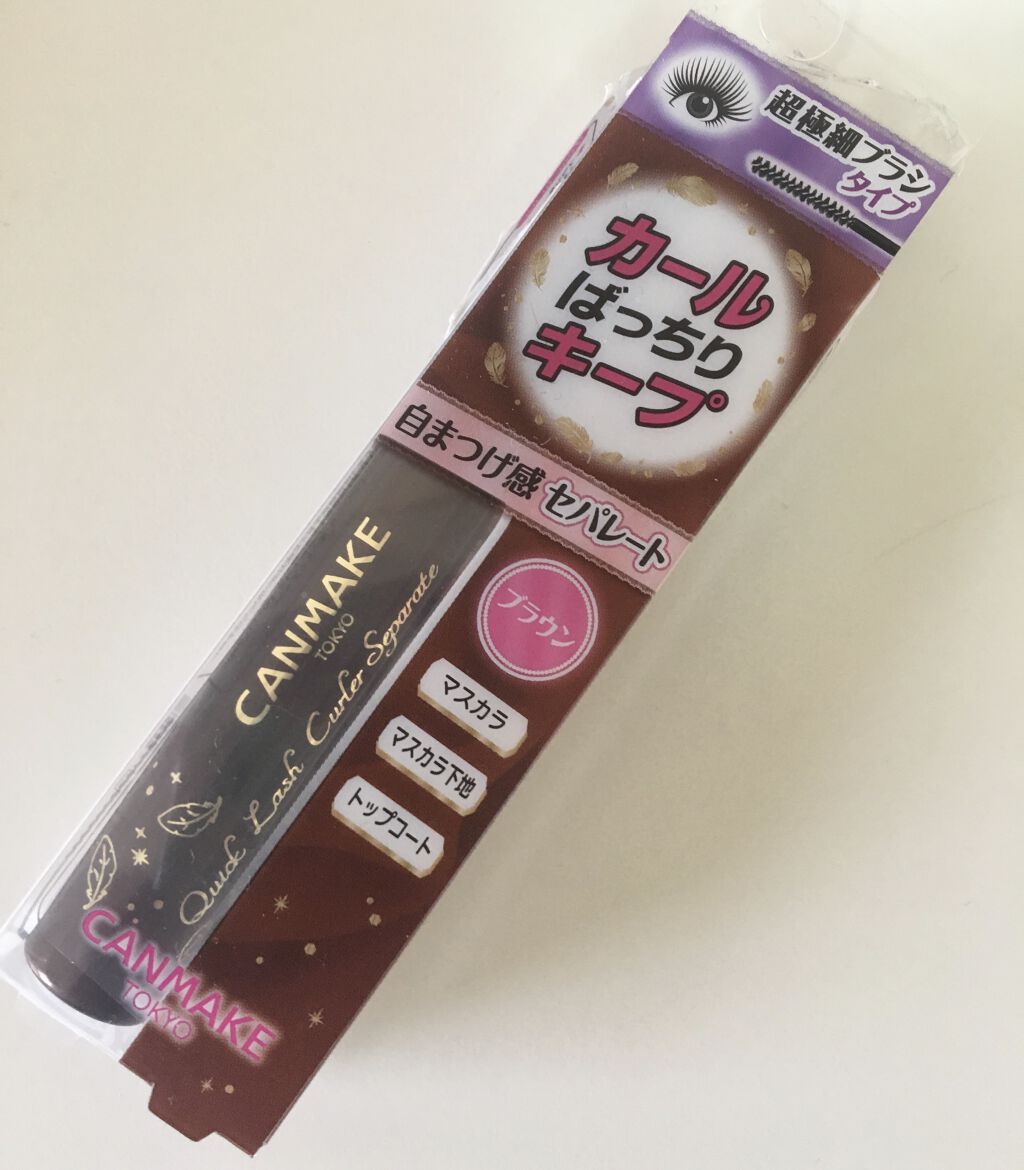 超極細ブラシ
タイプ
カール
ばっちり
キープ
自まつげ感 セパレート
ブラウン
マスカラ
マスカラ下地
トップコート
CANMAKE
TOKYO
Quick Lash Curler Separate
CANMAKE
TOKYO